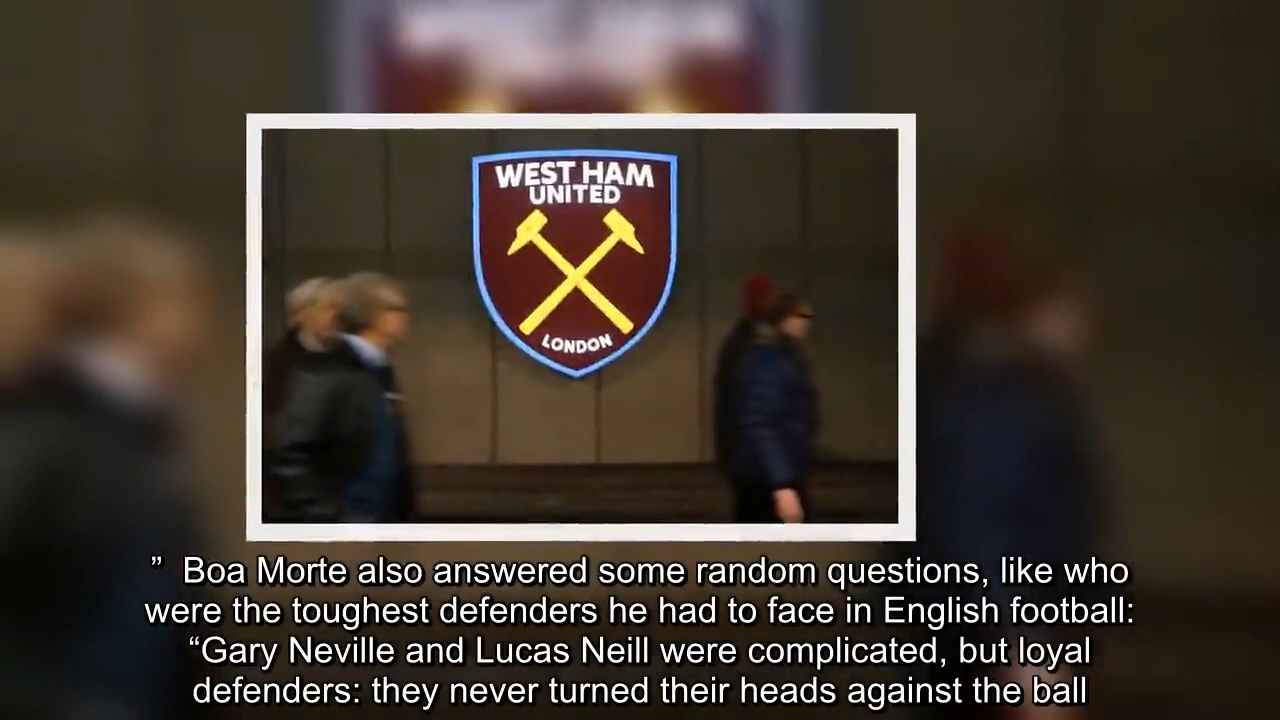 WEST HAM
UNITED
LONDON
”  Boa Morte also answered some random questions, like who
were the toughest defenders he had to face in English football:
“Gary Neville and Lucas Neill were complicated, but loyal
defenders: they never turned their heads against the ball